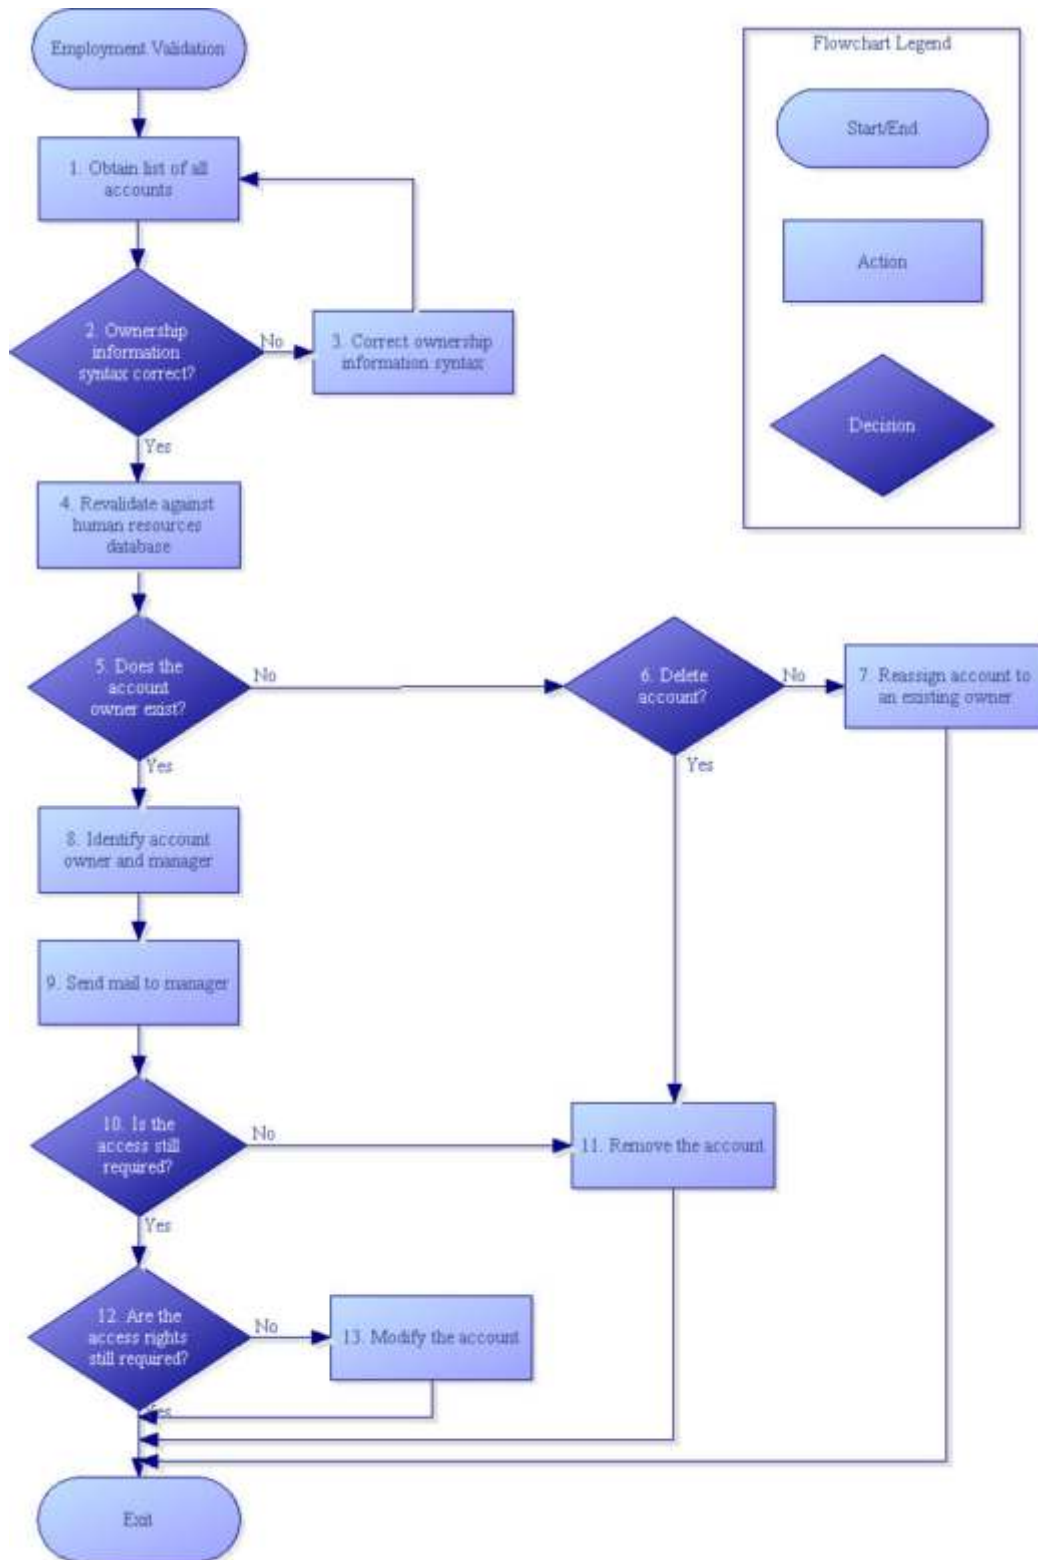 Employment Validation
Flowchart Legend
Start/End
Action
Decision
1. Obtain list of all
accounts
2. Ownership
information
syntax correct?
No
3. Correct ownership
information syntax
Yes
4. Revalidate against
human resources
database
5. Does the
account
owner exist?
No
6. Delete
account?
No
7. Reassign account to
an existing owner
Yes
Yes
8. Identify account
owner and manager
9. Send mail to manager
10. Is the
access still
required?
No
11. Remove the account
Yes
12. Are the
access rights
still required?
No
13. Modify the account
Yes
Exit